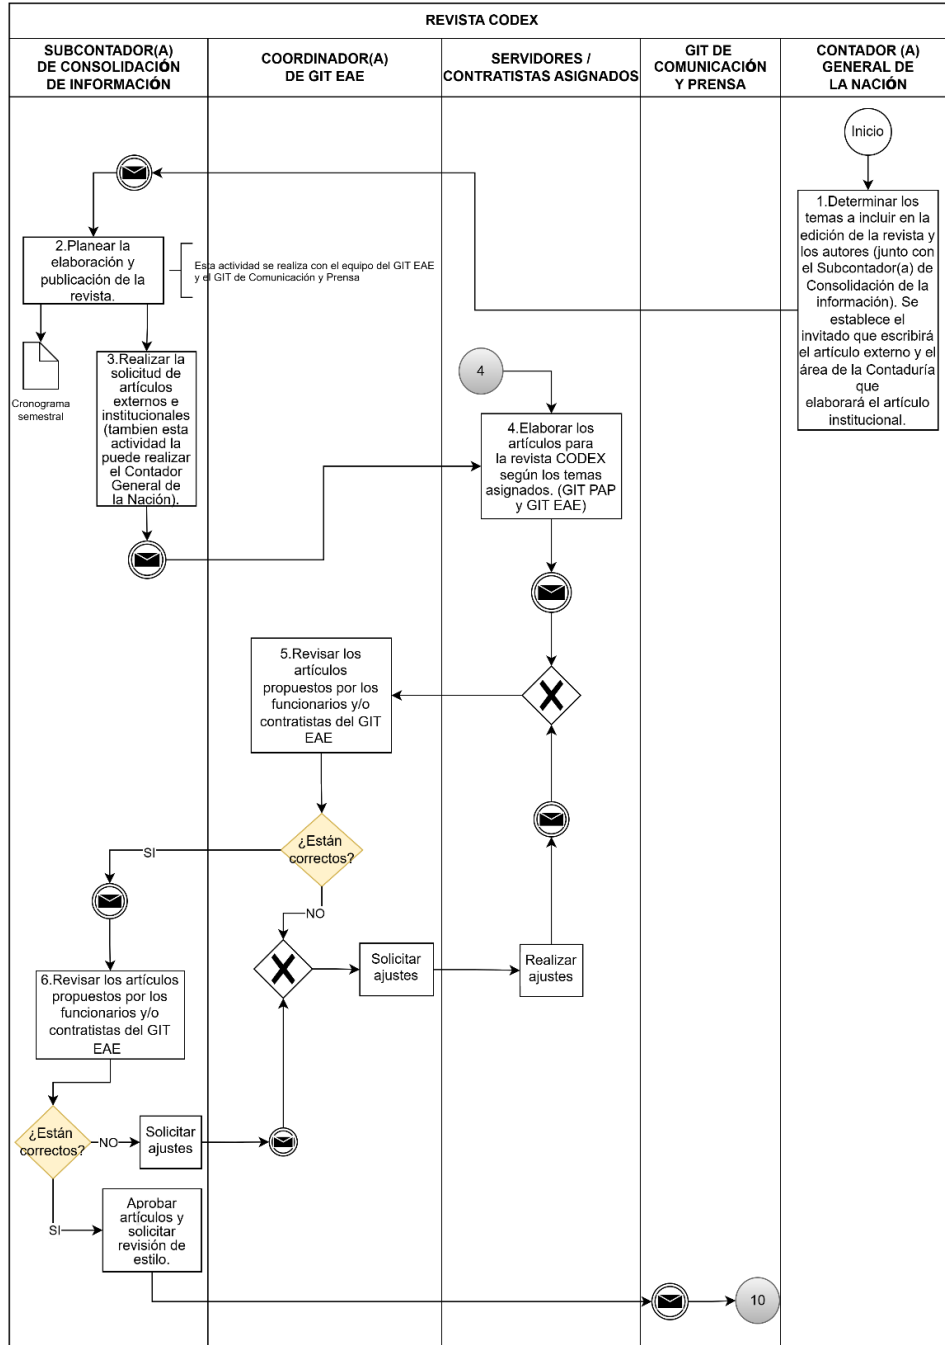 REVISTA CODEX
SUBCONTADOR(A)
DE CONSOLIDACIÓN
DE INFORMACIÓN
COORDINADOR(A)
DE GIT EAE
SERVIDORES /
CONTRATISTAS ASIGNADOS
GIT DE
COMUNICACIÓN
Y PRENSA
CONTADOR (A)
GENERAL DE
LA NACIÓN
Inicio
1.Determinar los
temas a incluir en la
edición de la revista y
los autores (junto con
el Subcontador(a) de
Consolidación de la
información). Se
establece el
invitado que escribirá
el artículo externo y el
área de la Contaduría
que
elaborará el artículo
institucional.
2.Planear la
elaboración y
publicación de la
revista.
Esta actividad se realiza con el equipo del GIT EAE
y el GIT de Comunicación y Prensa
Cronograma
semestral
3.Realizar la
solicitud de
artículos
externos e
institucionales
(tambien esta
actividad la
puede realizar
el Contador
General de
la Nación).
4
4.Elaborar los
artículos para
la revista CODEX
según los temas
asignados. (GIT PAP
y GIT EAE)
5.Revisar los
artículos
propuestos por los
funcionarios y/o
contratistas del GIT
EAE
¿Están
correctos?
SI
NO
Solicitar
ajustes
Realizar
ajustes
6.Revisar los artículos
propuestos por los
funcionarios y/o
contratistas del GIT
EAE
¿Están
correctos?
NO
Solicitar
ajustes
SI
Aprobar
artículos y
solicitar
revisión de
estilo.
10